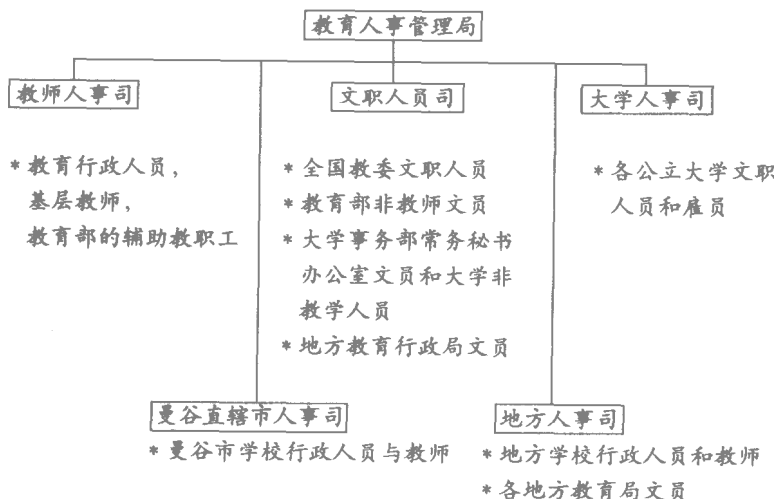 教育人事管理局
教师人事司
文职人员司
大学人事司
* 教育行政人员,
基层教师,
教育部的辅助教职工
* 全国教委文职人员
* 教育部非教师文员
* 大学事务部常务秘书
办公室文员和大学非
教学人员
* 地方教育行政局文员
* 各公立大学文职
人员和雇员
曼谷直辖市人事司
* 曼谷市学校行政人员与教师
地方人事司
* 地方学校行政人员和教师
* 各地方教育局文员